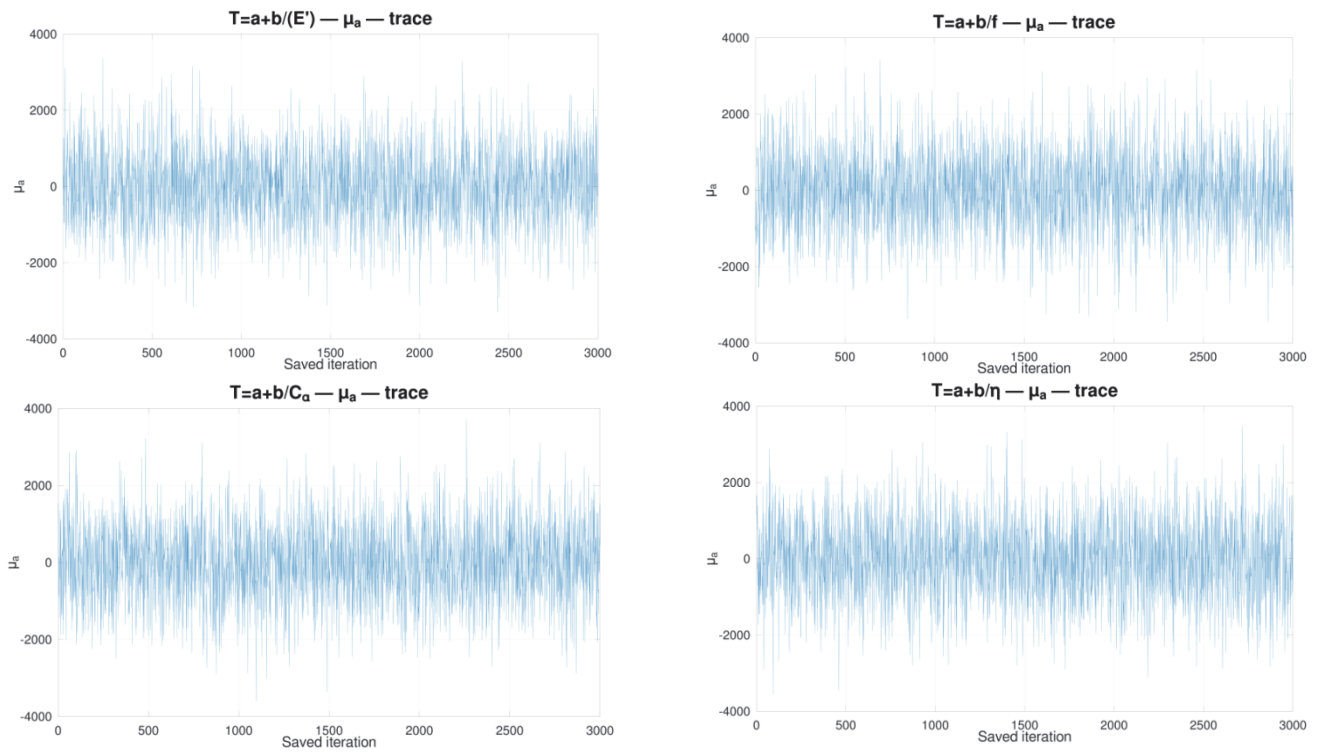 T=a+b/(E') — μₐ — trace
4000
2000
0
-2000
-4000
μₐ
0 500 1000 1500 2000 2500 3000
Saved iteration
T=a+b/f — μₐ — trace
4000
2000
0
-2000
-4000
μₐ
0 500 1000 1500 2000 2500 3000
Saved iteration
T=a+b/Cα — μₐ — trace
4000
2000
0
-2000
-4000
μₐ
0 500 1000 1500 2000 2500 3000
Saved iteration
T=a+b/η — μₐ — trace
4000
2000
0
-2000
-4000
μₐ
0 500 1000 1500 2000 2500 3000
Saved iteration